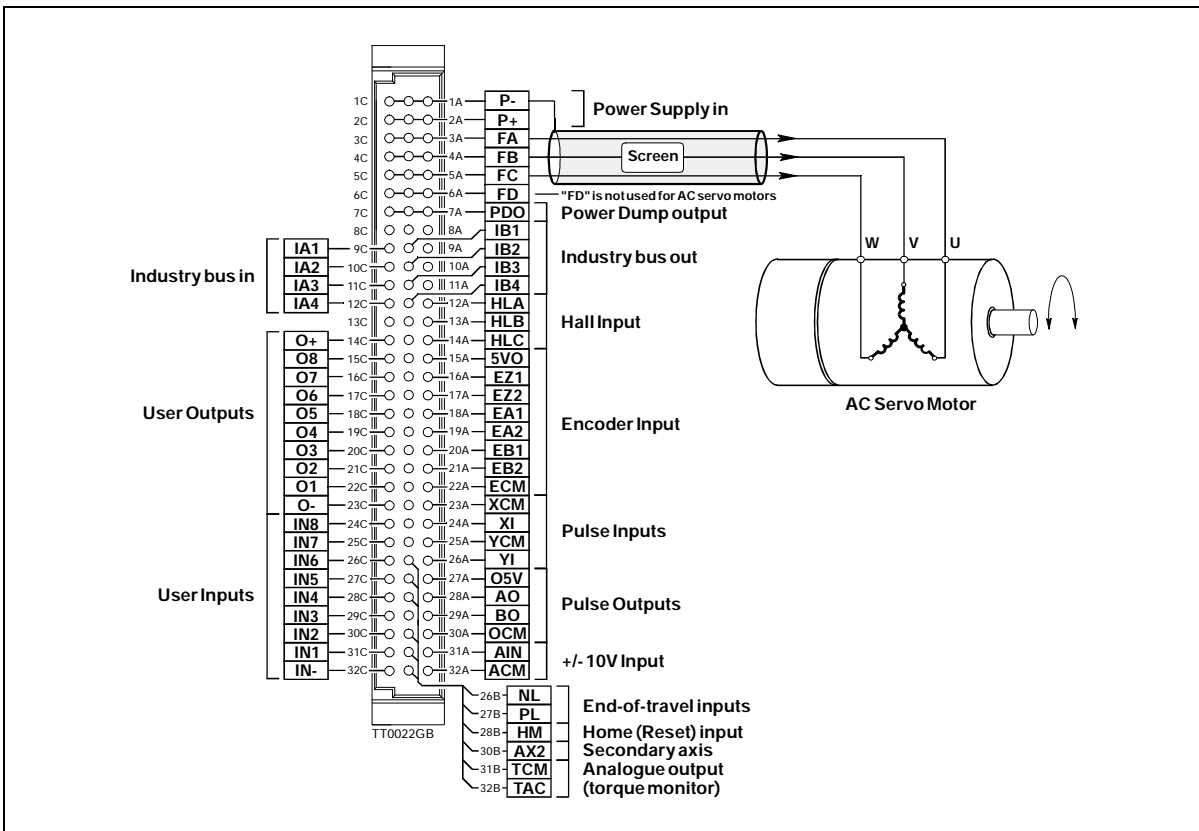 1C 1A P-
2C 2A P+
Power Supply in
3C 3A FA
4C 4A FB
Screen
5C 5A FC
6C 6A FD
"FD" is not used for AC servo motors
7C 7A PDO
Power Dump output
8C 8A IB1
IA1 9C 9A IB2
IA2 10C 10A IB3
IA3 11C 11A IB4
IA4 12C 12A HLA
Industry bus in
Industry bus out
W V U
13C 13A HLB
Hall Input
O+ 14C 14A HLC
O8 15C 15A 5VO
O7 16C 16A EZ1
O6 17C 17A EZ2
AC Servo Motor
O5 18C 18A EA1
User Outputs
Encoder Input
O4 19C 19A EA2
O3 20C 20A EB1
O2 21C 21A EB2
O1 22C 22A ECM
O- 23C 23A XCM
IN8 24C 24A XI
Pulse Inputs
IN7 25C 25A YCM
IN6 26C 26A YI
IN5 27C 27A O5V
User Inputs
IN4 28C 28A AO
Pulse Outputs
IN3 29C 29A BO
IN2 30C 30A OCM
IN1 31C 31A AIN
+/- 10V Input
IN- 32C 32A ACM
26B NL
End-of-travel inputs
27B PL
TT0022GB
28B HM Home (Reset) input
30B AX2 Secondary axis
31B TCM Analogue output
32B TAC (torque monitor)